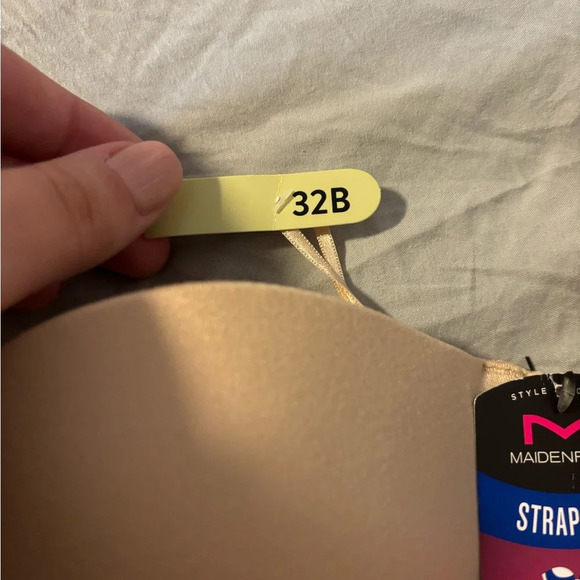 32B
STYLE
M
MAIDENF
STRAP